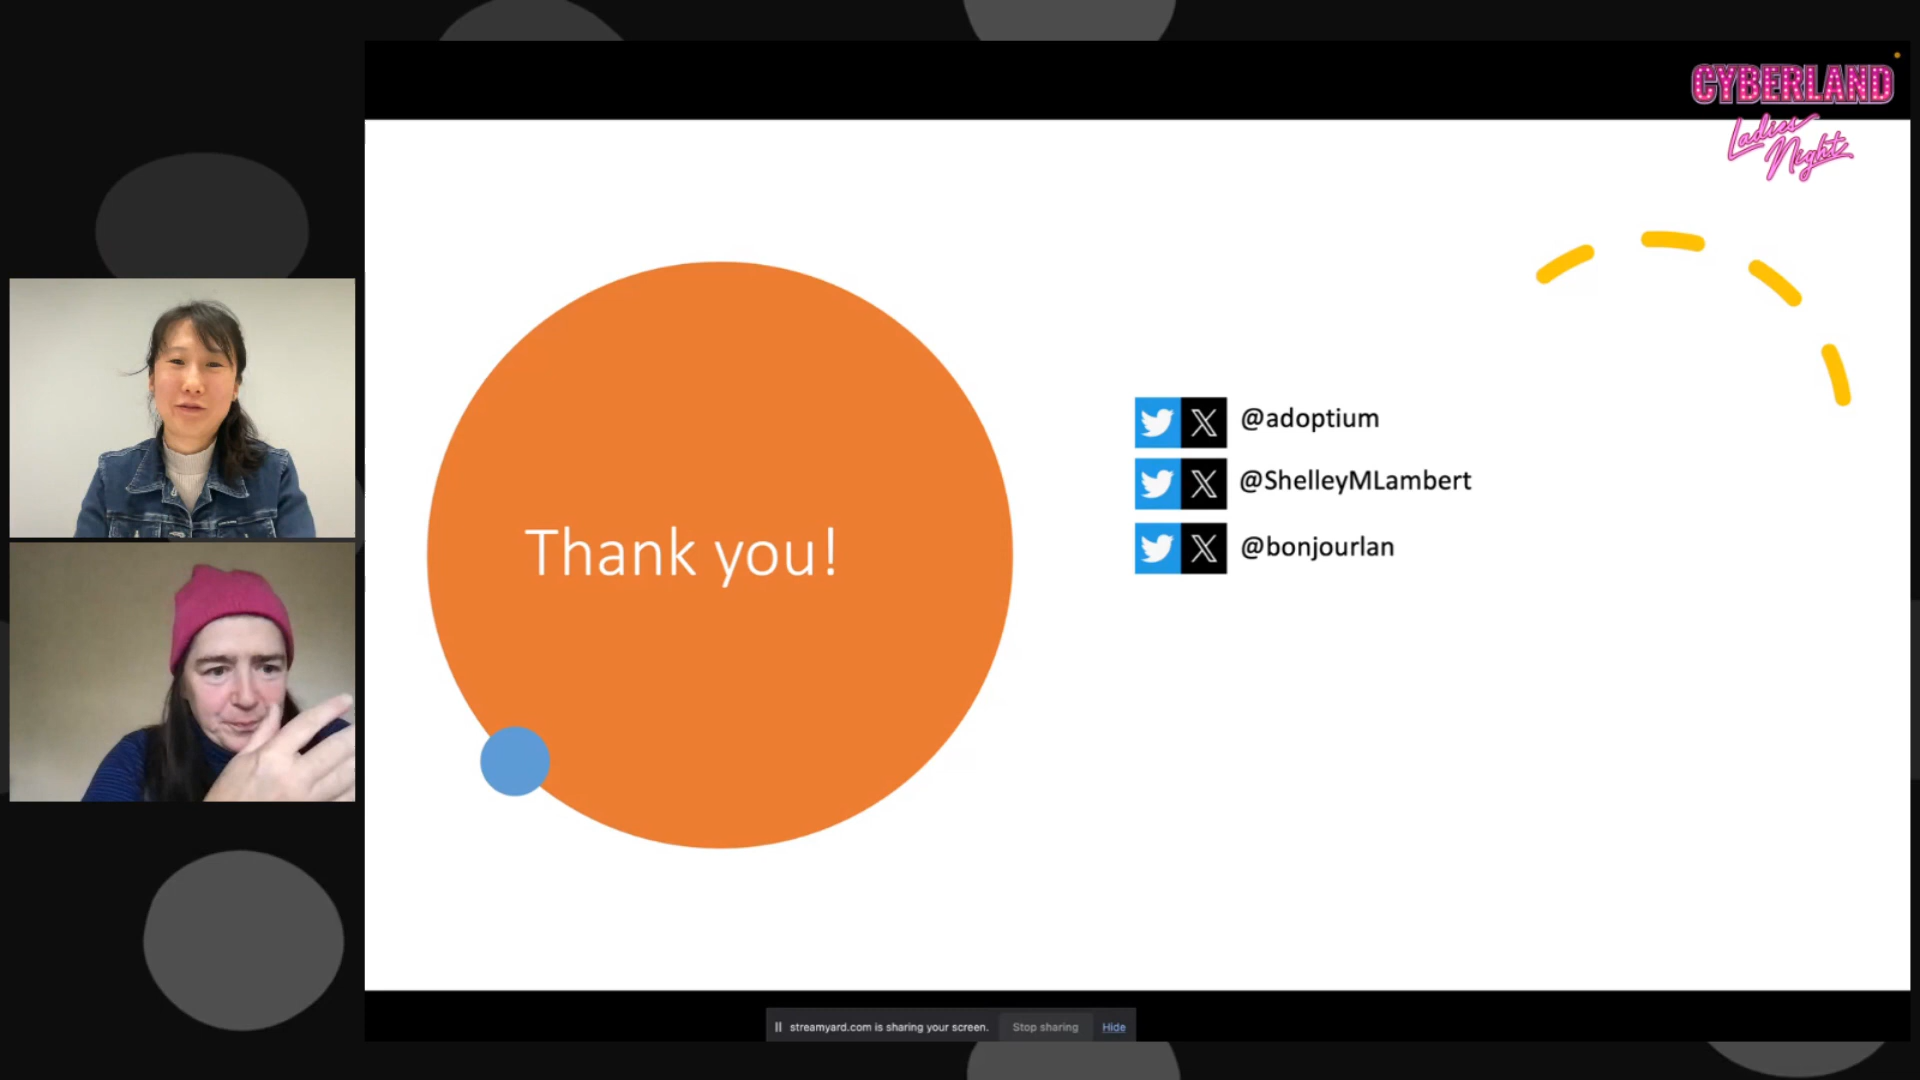 CYBERLAND
Ladies
Night
Thank you!
@adoptium
@ShelleyMLambert
@bonjourlan
streamyard.com is sharing your screen.
Stop sharing
Hide